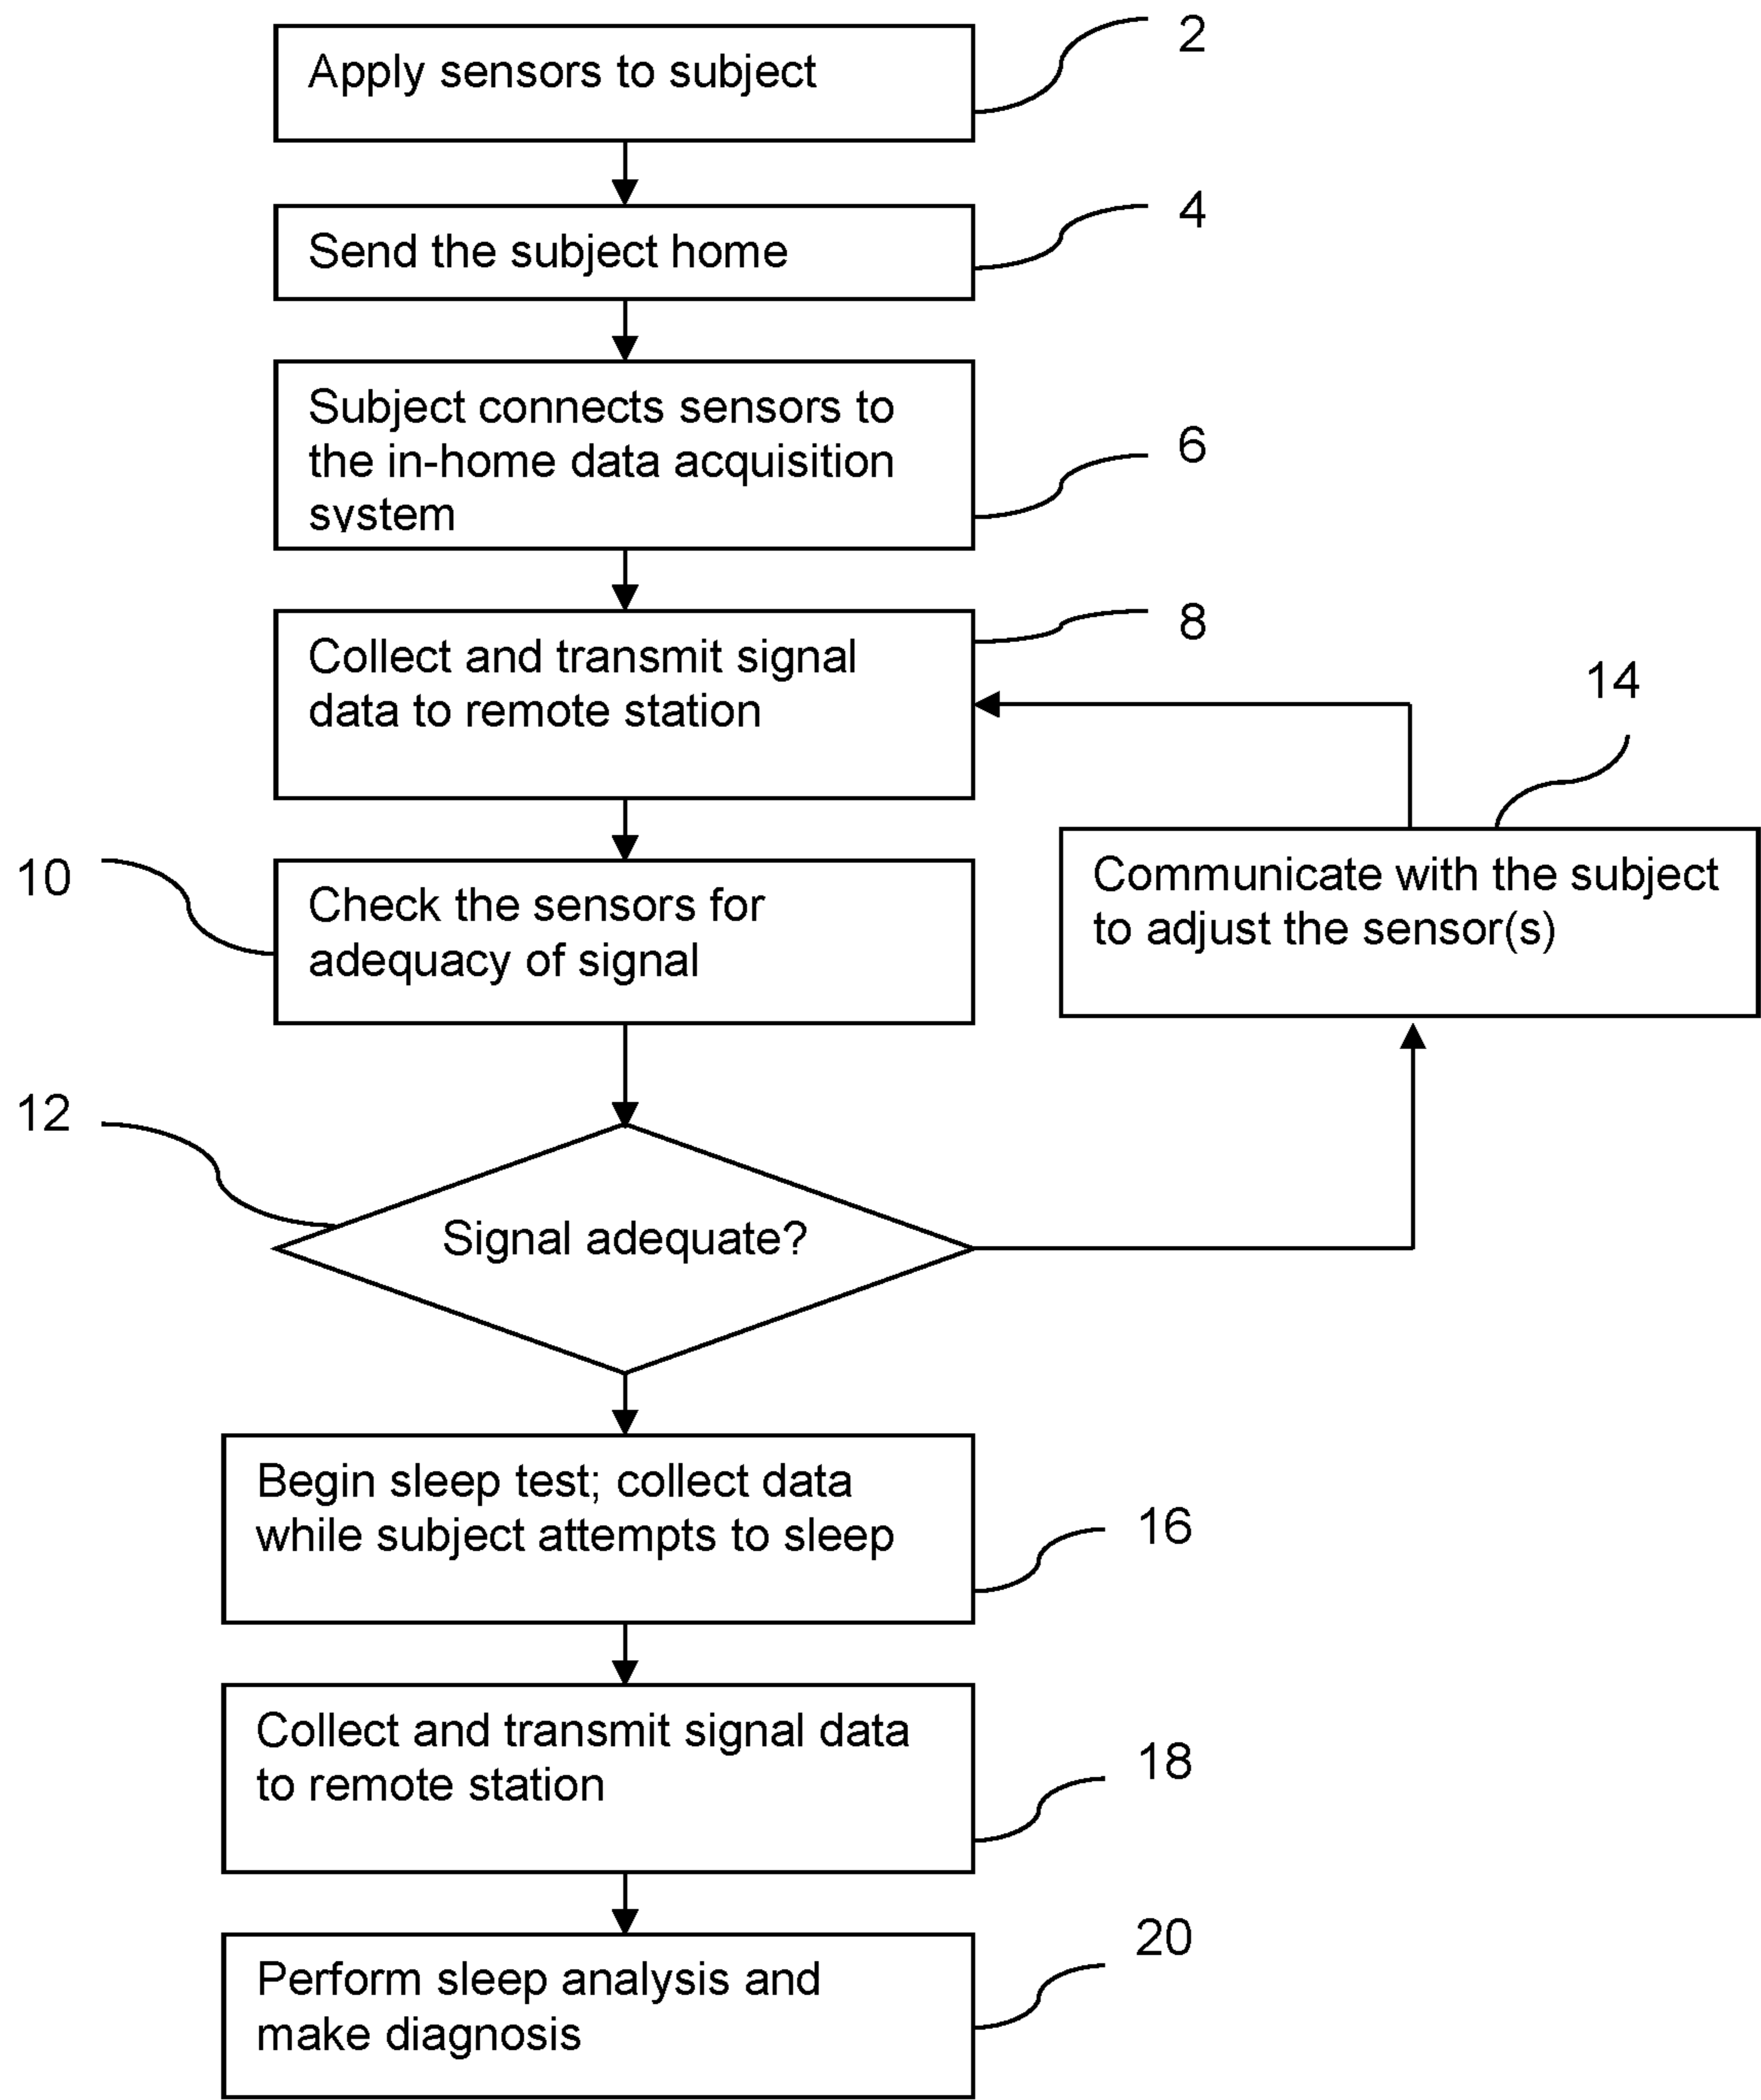 Apply sensors to subject
2
Send the subject home
4
Subject connects sensors to
the in-home data acquisition
system
6
Collect and transmit signal
data to remote station
8
14
Communicate with the subject
to adjust the sensor(s)
10
Check the sensors for
adequacy of signal
12
Signal adequate?
Begin sleep test; collect data
while subject attempts to sleep
16
Collect and transmit signal data
to remote station
18
Perform sleep analysis and
make diagnosis
20